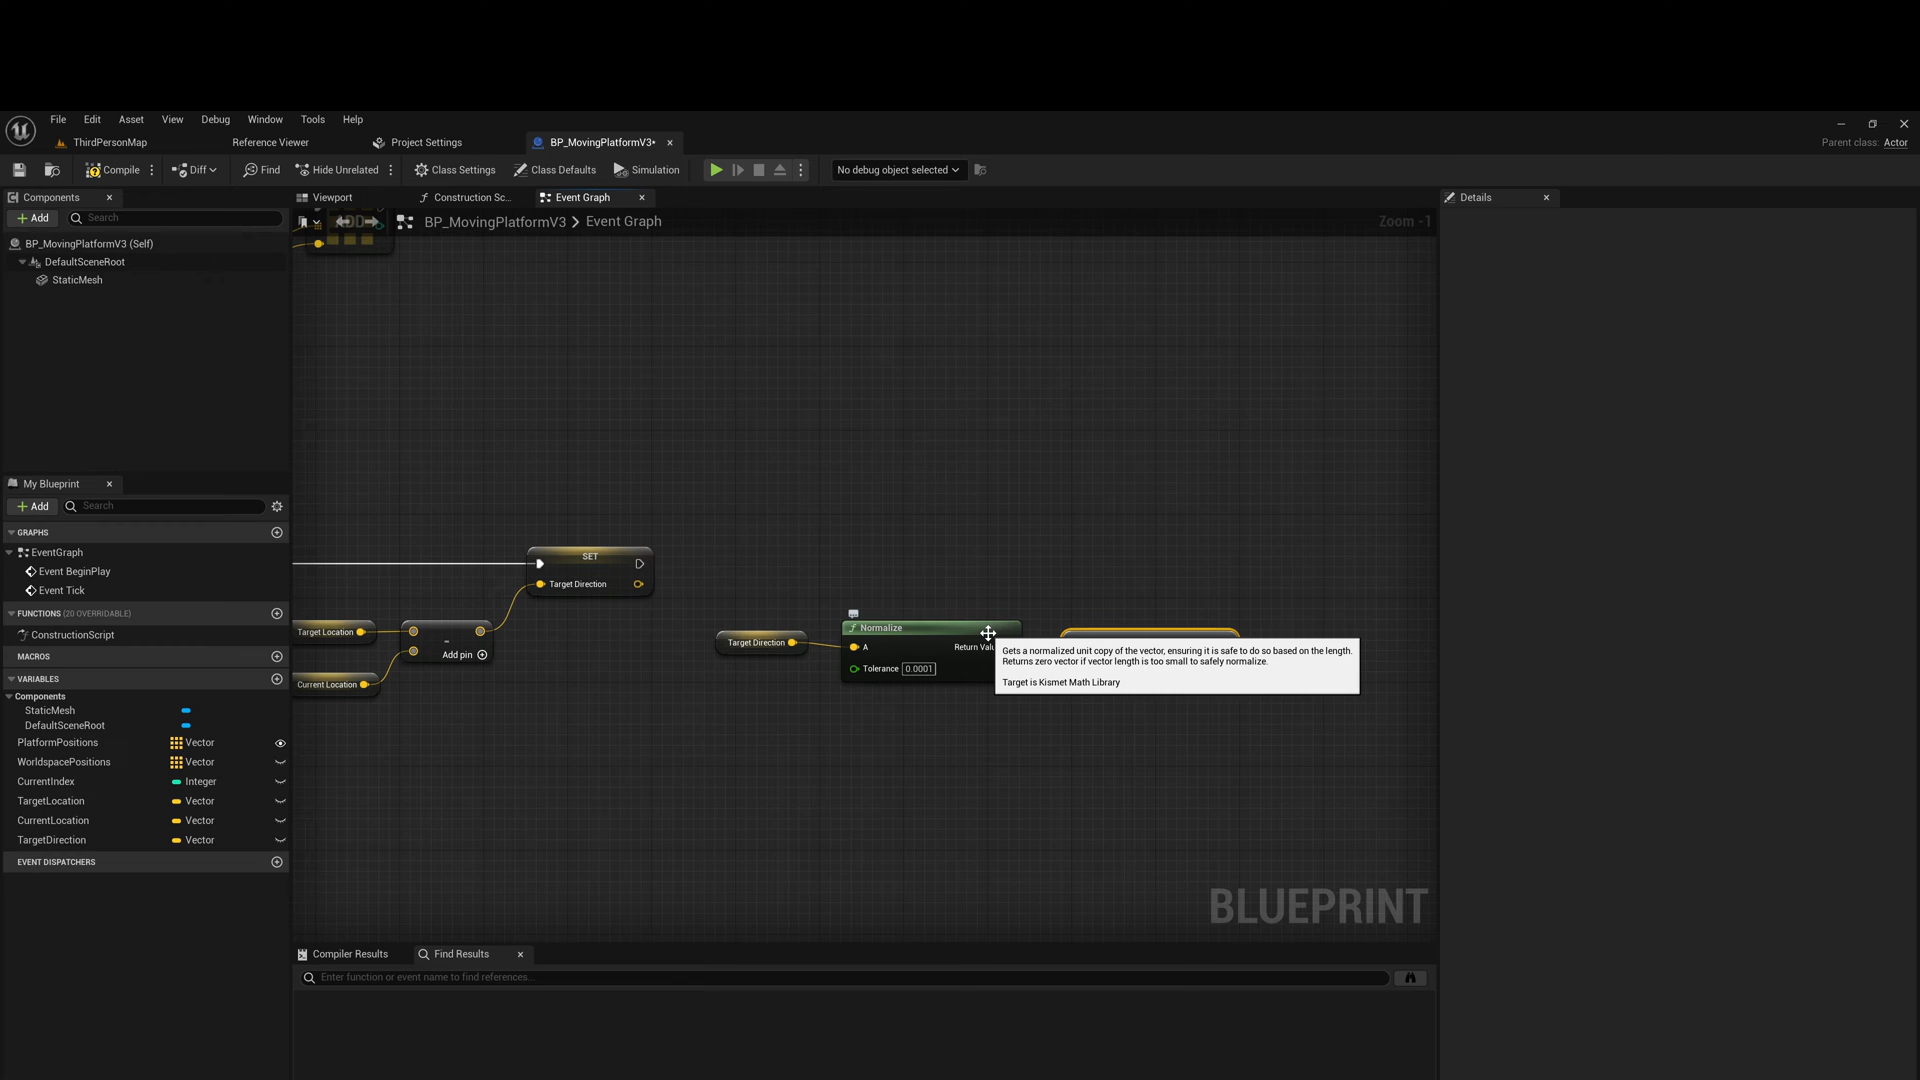 File Edit Asset View Debug Window Tools Help
ThirdPersonMap Reference Viewer Project Settings BP_MovingPlatformV3*
Parent class: Actor
Compile Diff Find Hide Unrelated Class Settings Class Defaults Simulation No debug object selected
Components Viewport Construction Sc... Event Graph Details
Add Search
BP_MovingPlatformV3 > Event Graph
Zoom -1
ADD
BP_MovingPlatformV3 (Self)
DefaultSceneRoot
StaticMesh
My Blueprint
Add Search
GRAPHS
EventGraph
Event BeginPlay
Event Tick
FUNCTIONS (20 OVERRIDABLE)
ConstructionScript
MACROS
VARIABLES
Components
StaticMesh
DefaultSceneRoot
PlatformPositions Vector
WorldspacePositions Vector
CurrentIndex Integer
TargetLocation Vector
CurrentLocation Vector
TargetDirection Vector
EVENT DISPATCHERS
SET
Target Direction
Target Location
-
Add pin
Current Location
Target Direction
Normalize
A Return Valu
Tolerance 0.0001
Gets a normalized unit copy of the vector, ensuring it is safe to do so based on the length.
Returns zero vector if vector length is too small to safely normalize.
Target is Kismet Math Library
BLUEPRINT
Compiler Results Find Results
Enter function or event name to find references...